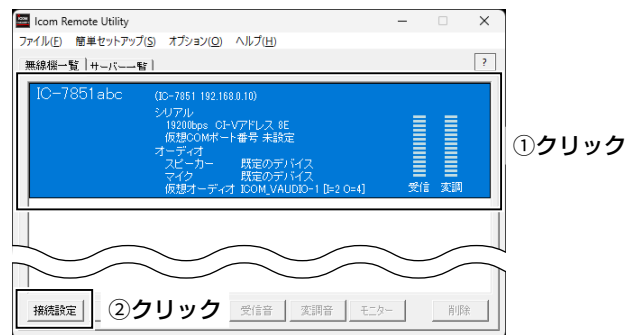 Icom Remote Utility
ファイル(F) 簡単セットアップ(S) オプション(O) ヘルプ(H)
無線機一覧 サーバー一覧 ?
IC-7851abc (IC-7851 192.168.0.10)
シリアル
19200bps CI-Vアドレス 8E
仮想COMポート番号 未設定
オーディオ
スピーカー 既定のデバイス
マイク 既定のデバイス
仮想オーディオ ICOM_VAUDIO-1 [I=2 O=4] 受信 変調
①クリック
接続設定 ②クリック 受信音 変調音 モニター 削除